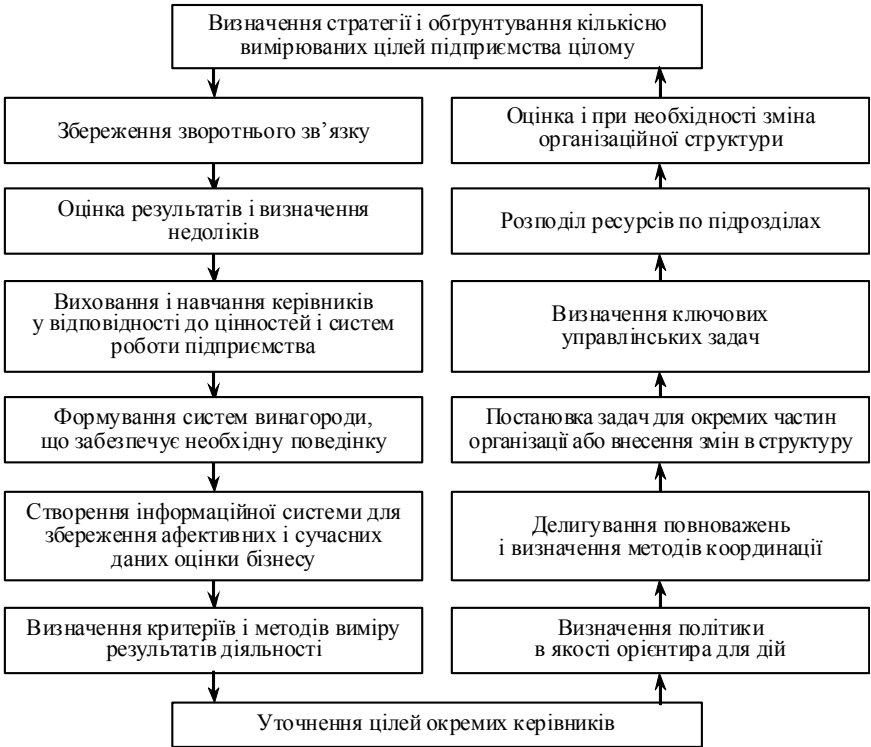 Визначення стратегії і обґрунтування кількісно
вимірюваних цілей підприємства цілому
Збереження зворотнього зв’язку
Оцінка результатів і визначення
недоліків
Виховання і навчання керівників
у відповідності до цінностей і систем
роботи підприємства
Формування систем винагороди,
що забезпечує необхідну поведінку
Створення інформаційної системи для
збереження афективних і сучасних
даних оцінки бізнесу
Визначення критеріїв і методів виміру
результатів діяльності
Уточнення цілей окремих керівників
Визначення політики
в якості орієнтира для дій
Делигування повноважень
і визначення методів координації
Постановка задач для окремих частин
організації або внесення змін в структуру
Визначення ключових
управлінських задач
Розподіл ресурсів по підрозділах
Оцінка і при необхідності зміна
організаційної структури